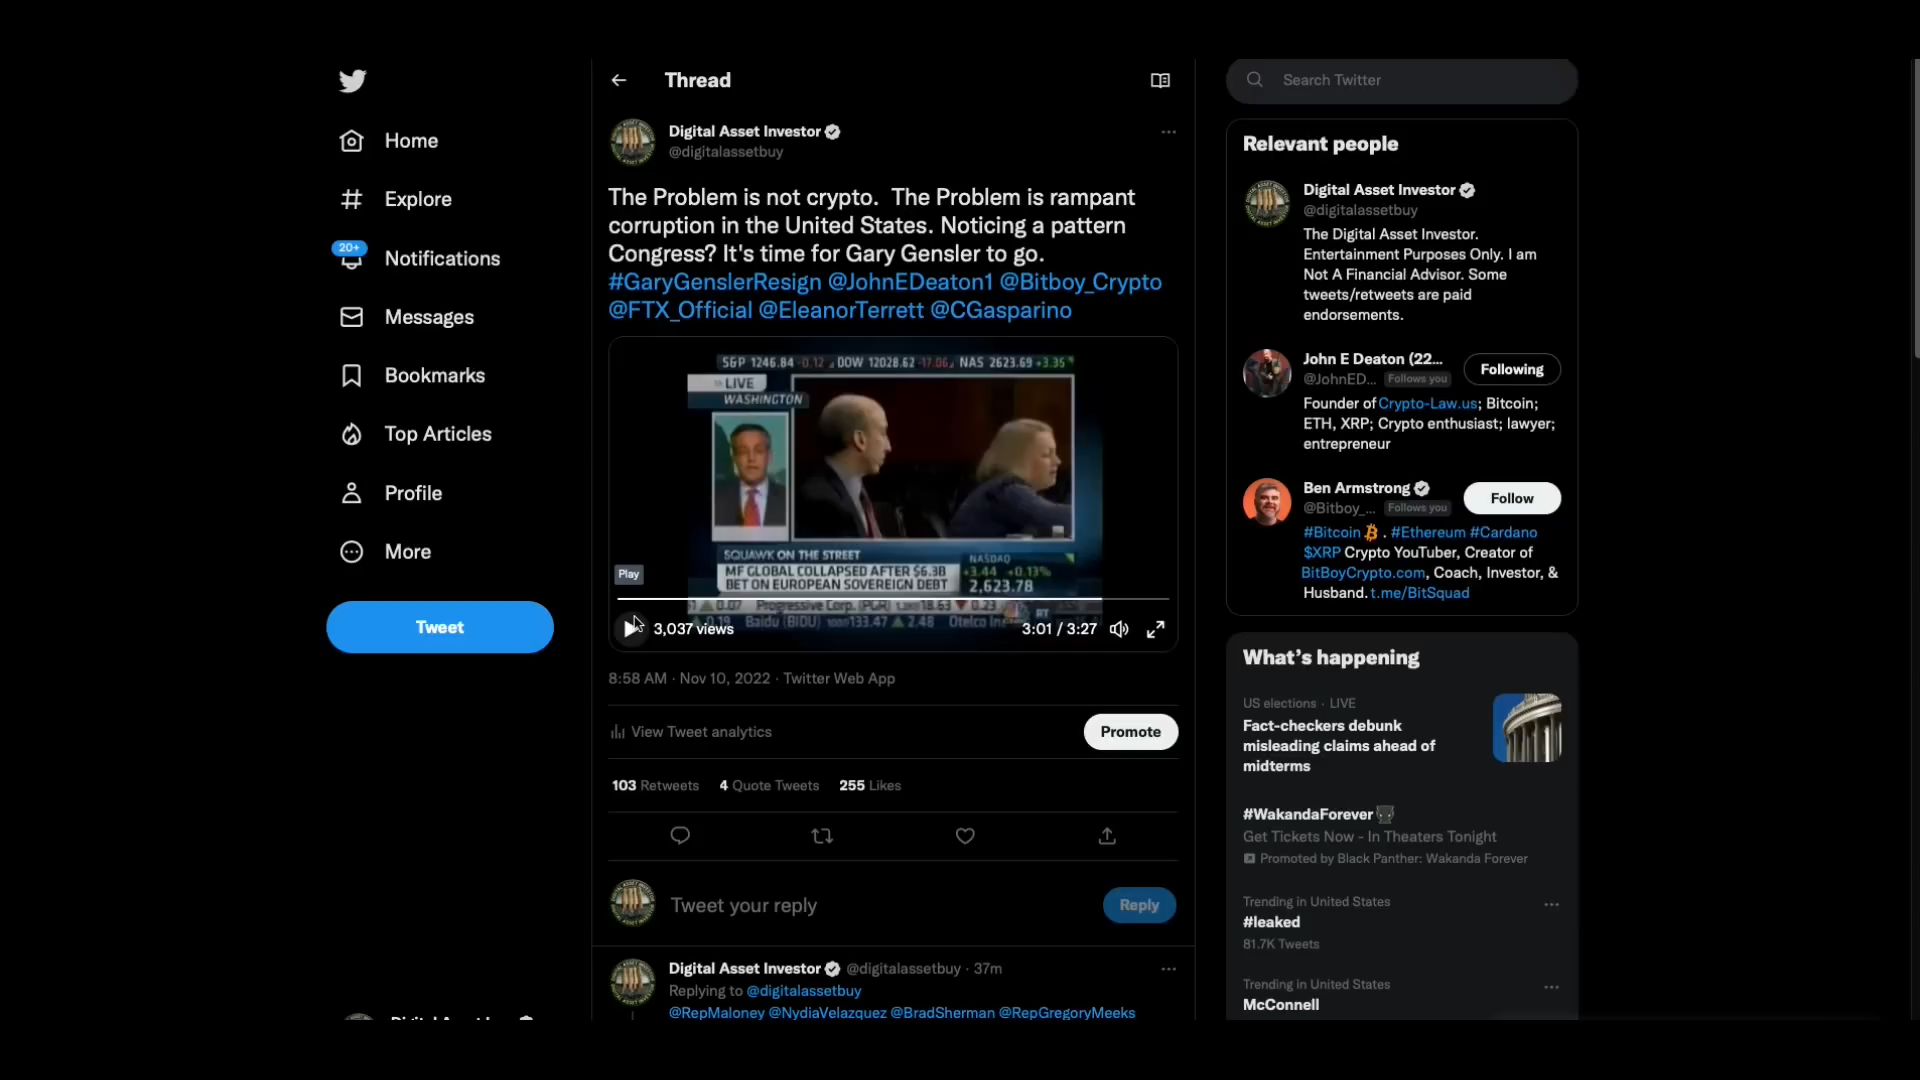 Home
Explore
20+
Notifications
Messages
Bookmarks
Top Articles
Profile
More
Tweet
Thread
Digital Asset Investor
@digitalassetbuy
The Problem is not crypto.  The Problem is rampant
corruption in the United States. Noticing a pattern
Congress? It's time for Gary Gensler to go.
#GaryGenslerResign @JohnEDeaton1 @Bitboy_Crypto
@FTX_Official @EleanorTerrett @CGasparino
S&P 1246.84 -0.12 DOW 12028.62 -17.06 NAS 2623.69 +3.35
LIVE
WASHINGTON
SQUAWK ON THE STREET
MF GLOBAL COLLAPSED AFTER $6.3B
BET ON EUROPEAN SOVEREIGN DEBT
NASDAQ
+3.44 +0.13%
2,623.78
Play
0.07 Progressive Corp. (PGR) 18.63 0.23
0.19 Baidu (BIDU) 133.47 2.48 Otelco
3,037 views
3:01 / 3:27
8:58 AM · Nov 10, 2022 · Twitter Web App
View Tweet analytics
Promote
103 Retweets 4 Quote Tweets 255 Likes
Tweet your reply
Reply
Digital Asset Investor @digitalassetbuy · 37m
Replying to @digitalassetbuy
@RepMaloney @NydiaVelazquez @BradSherman @RepGregoryMeeks
Search Twitter
Relevant people
Digital Asset Investor
@digitalassetbuy
The Digital Asset Investor.
Entertainment Purposes Only. I am
Not A Financial Advisor. Some
tweets/retweets are paid
endorsements.
John E Deaton (22...
@JohnED... Follows you
Following
Founder of Crypto-Law.us; Bitcoin;
ETH, XRP; Crypto enthusiast; lawyer;
entrepreneur
Ben Armstrong
@Bitboy_... Follows you
Follow
#Bitcoin . #Ethereum #Cardano
$XRP Crypto YouTuber, Creator of
BitBoyCrypto.com, Coach, Investor, &
Husband. t.me/BitSquad
What's happening
US elections · LIVE
Fact-checkers debunk
misleading claims ahead of
midterms
#WakandaForever
Get Tickets Now - In Theaters Tonight
Promoted by Black Panther: Wakanda Forever
Trending in United States
#leaked
81.7K Tweets
Trending in United States
McConnell